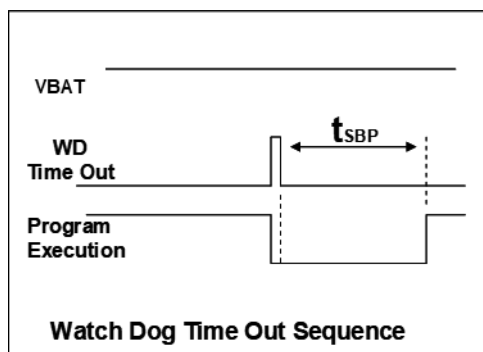 VBAT
WD
Time Out
tSBP
Program
Execution
Watch Dog Time Out Sequence